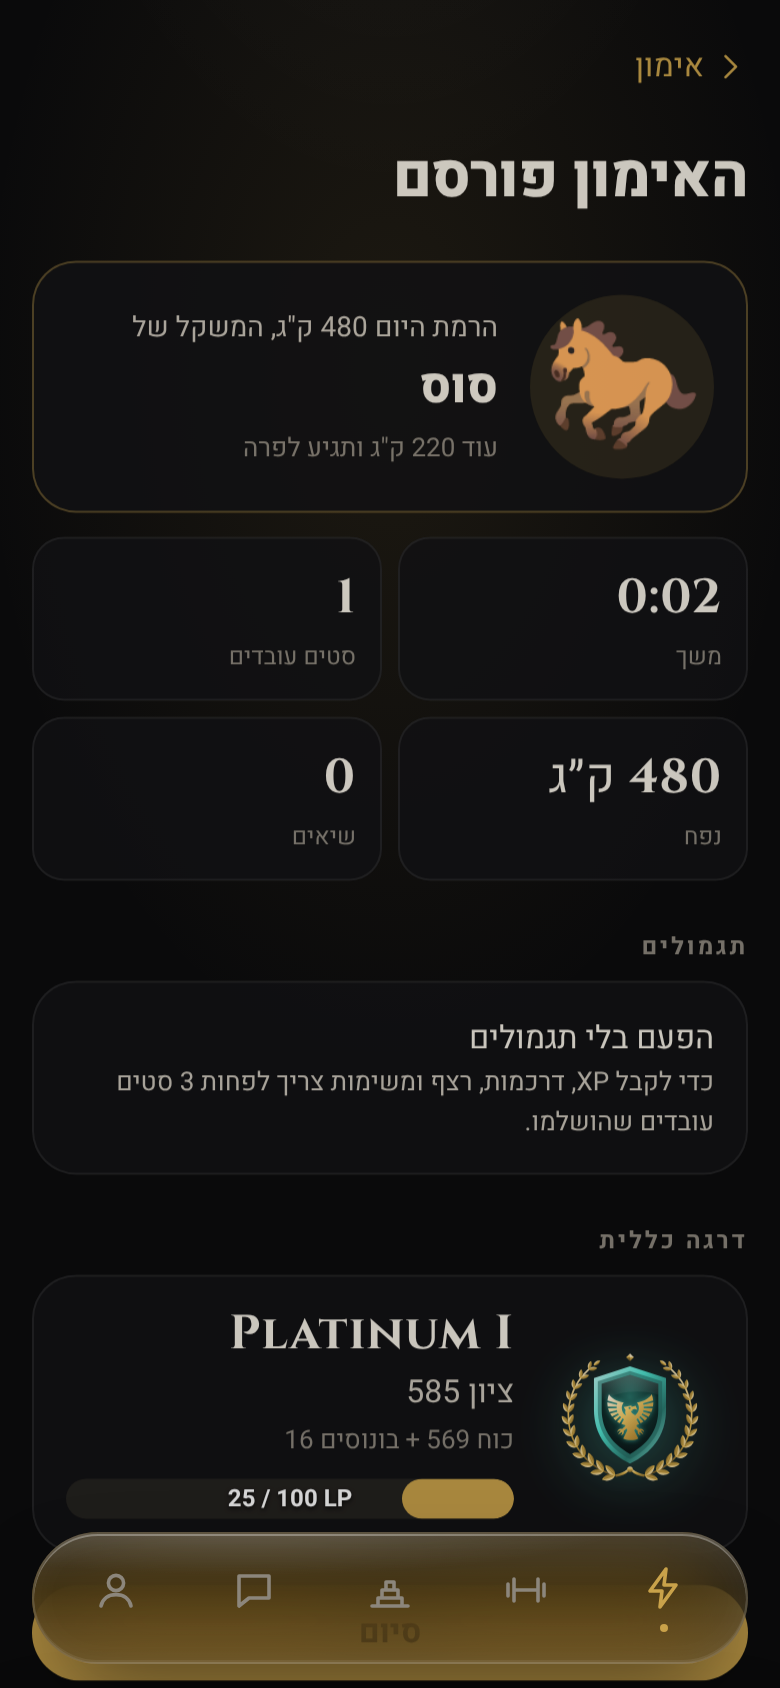 אימון
האימון פורסם
הרמת היום 480 ק"ג, המשקל של
סוס
עוד 220 ק"ג ותגיע לפרה
0:02
משך
1
סטים עובדים
480 ק״ג
נפח
0
שיאים
תגמולים
הפעם בלי תגמולים
כדי לקבל XP, דרכמות, רצף ומשימות צריך לפחות 3 סטים
עובדים שהושלמו.
דרגה כללית
PLATINUM I
ציון 585
כוח 569 + בונוסים 16
25 / 100 LP
סיום